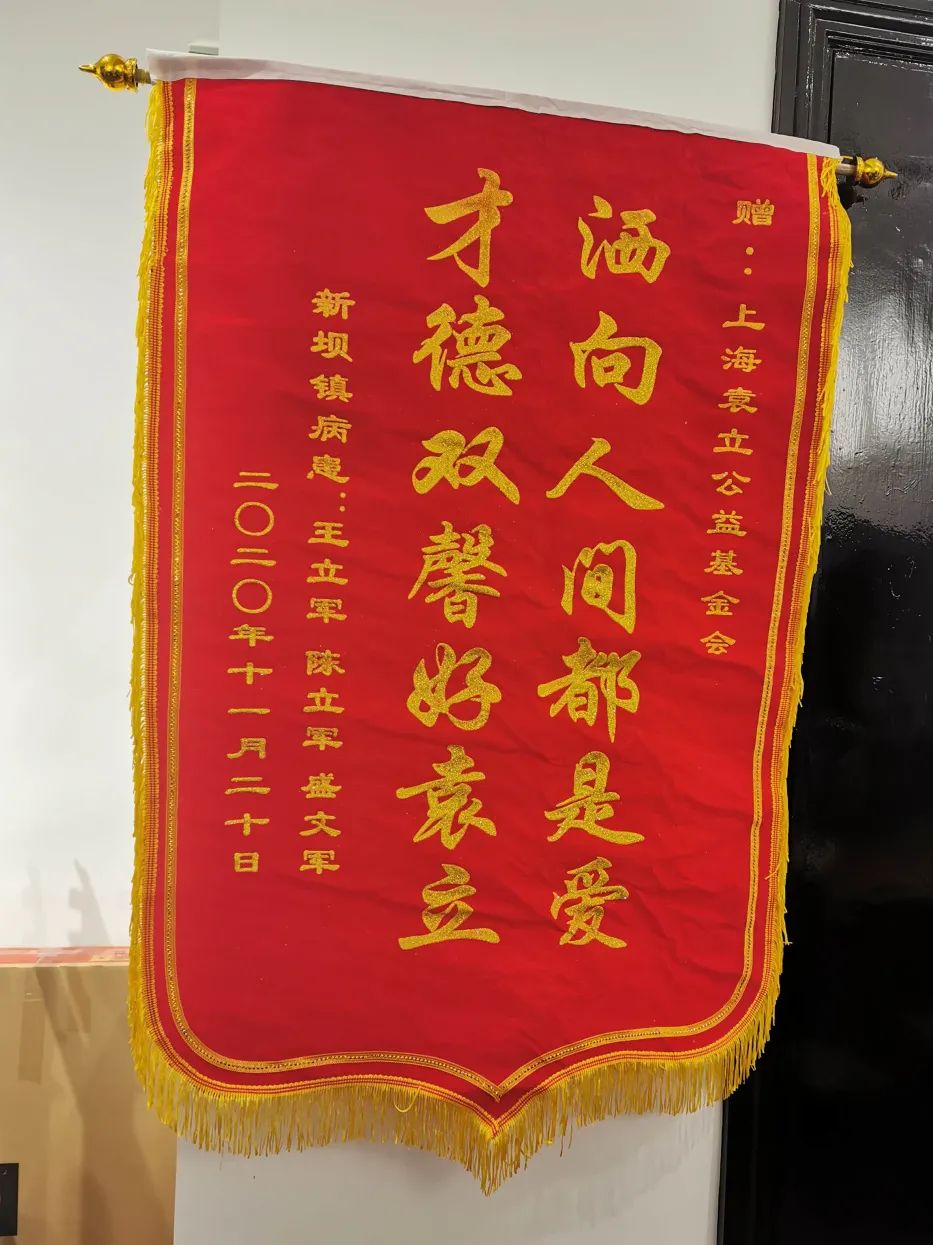 赠：上海袁立公益基金会
洒向人间都是爱
才德双馨好袁立
新坝镇病患：王立军 陈立军 盛文军
二〇二〇年十一月二十日